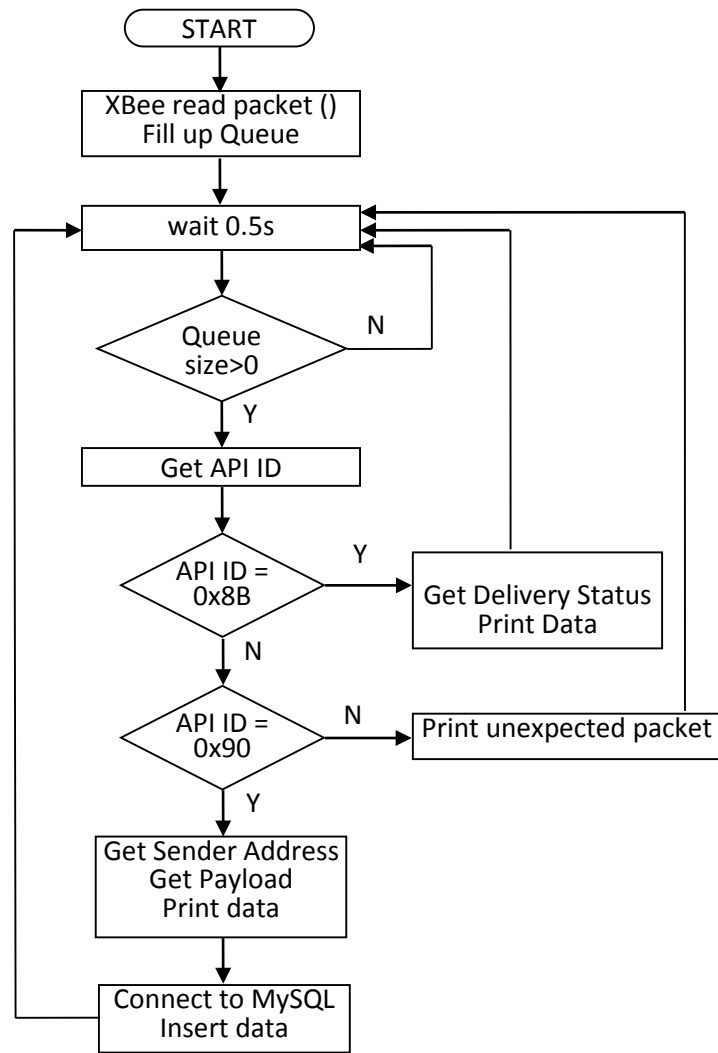 START
XBee read packet ()
Fill up Queue
wait 0.5s
Queue
size>0
N
Y
Get API ID
API ID =
0x8B
Y
Get Delivery Status
Print Data
N
API ID =
0x90
N
Print unexpected packet
Y
Get Sender Address
Get Payload
Print data
Connect to MySQL
Insert data